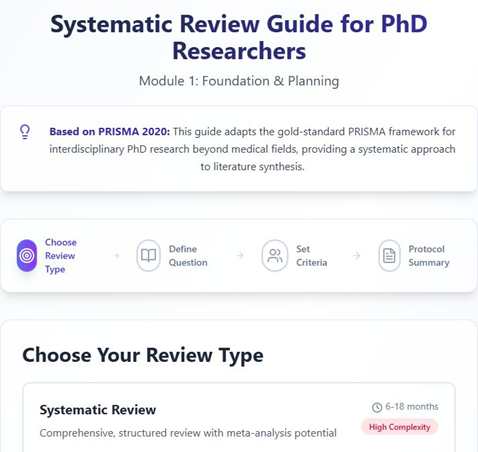 Systematic Review Guide for PhD
Researchers
Module 1: Foundation & Planning
Based on PRISMA 2020: This guide adapts the gold-standard PRISMA framework for
interdisciplinary PhD research beyond medical fields, providing a systematic approach
to literature synthesis.
Choose
Review
Type
Define
Question
Set
Criteria
Protocol
Summary
Choose Your Review Type
Systematic Review
6-18 months
High Complexity
Comprehensive, structured review with meta-analysis potential